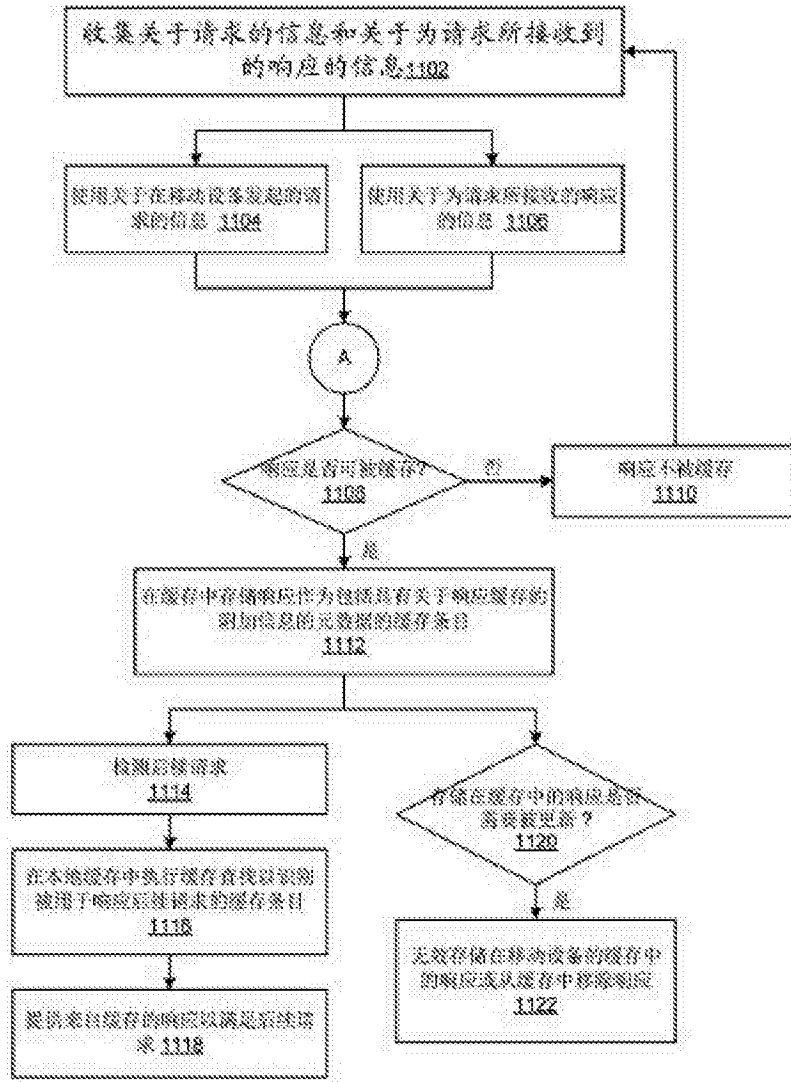 收集关于请求的信息和关于为请求所接收到
的响应的信息1102
使用关于在移动设备发起的请
求的信息 1104
使用关于为请求所接收的响应
的信息 1106
A
响应是否可被缓存?
1108
否
响应不被缓存
1110
是
在缓存中存储响应作为包括具有关于响应缓存的
附加信息的元数据的缓存条目
1112
检测后续请求
1114
存储在缓存中的响应是否
需要被更新？
1120
在本地缓存中执行缓存查找以识别
被用于响应后续请求的缓存条目
1116
是
无效存储在移动设备的缓存中
的响应或从缓存中移除响应
1122
提供来自缓存的响应以满足后续请
求 1118